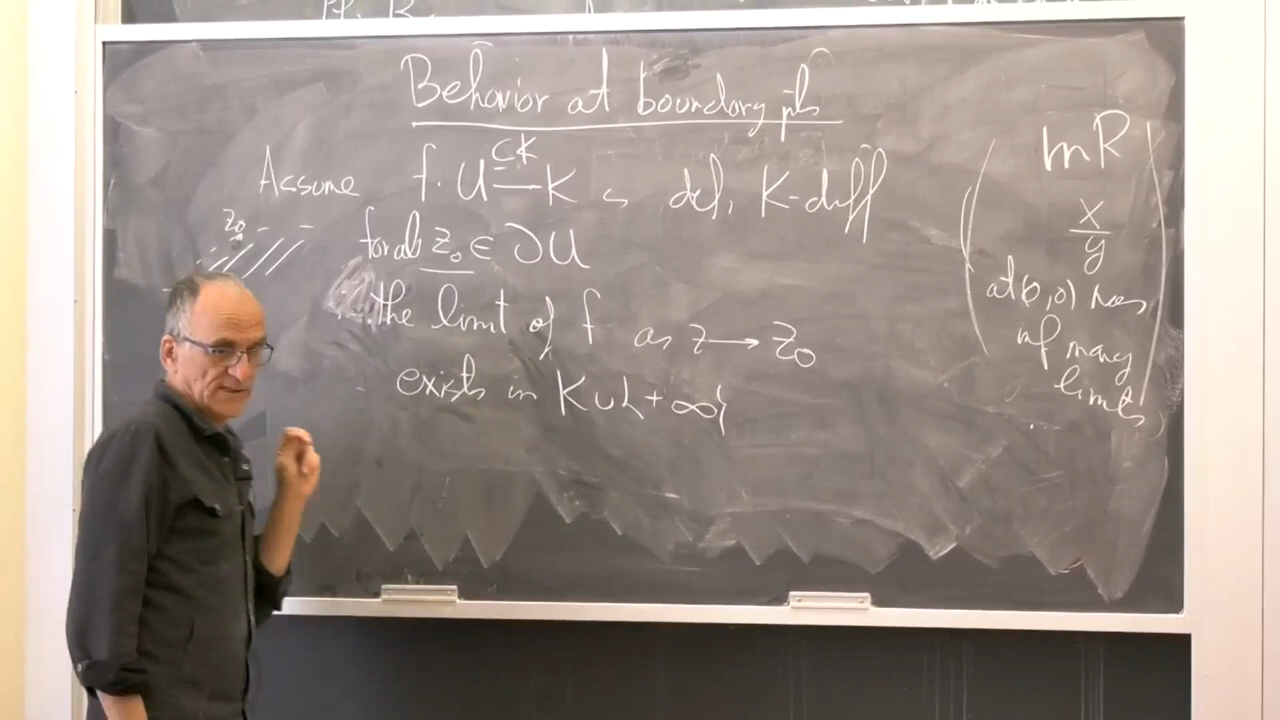 Behavior at boundary pts
Assume f: U ⊆K → K is def, K-diff
z₀
for all z₀ ∈ ∂U
the limit of f as z → z₀
exists in K ∪ {+∞}
(in R
x/y
at (0,0) has
inf many
limits)